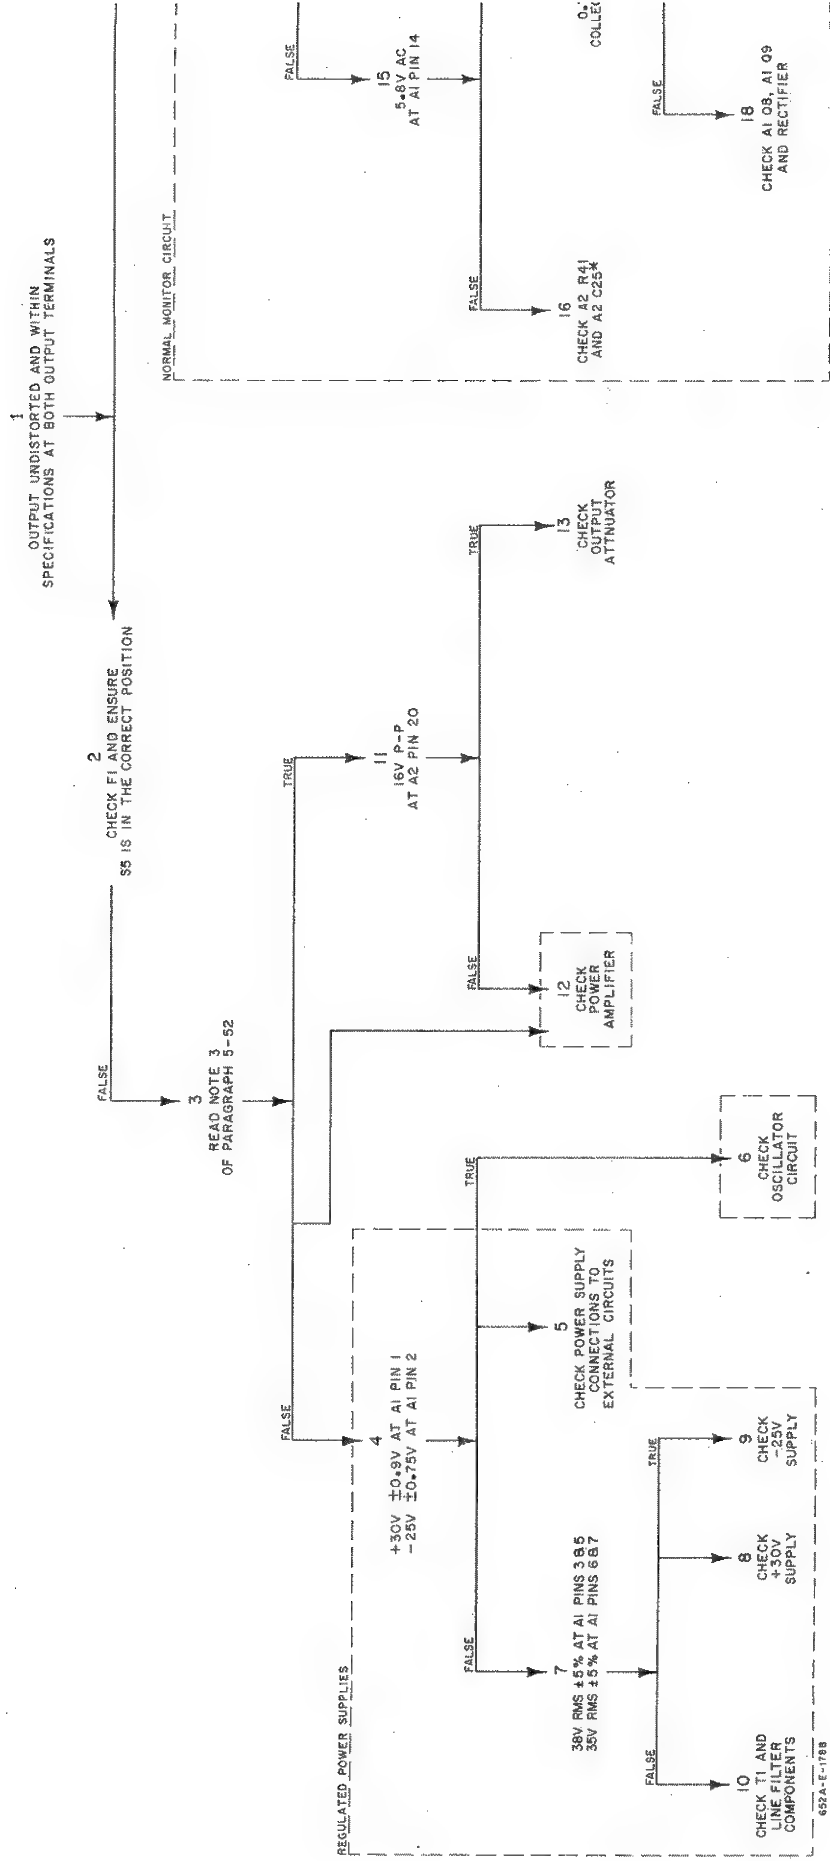 1
OUTPUT UNDISTORTED AND WITHIN
SPECIFICATIONS AT BOTH OUTPUT TERMINALS
2
CHECK F1 AND ENSURE
S5 IS IN THE CORRECT POSITION
FALSE
3
READ NOTE 3
OF PARAGRAPH 5-52
FALSE
TRUE
REGULATED POWER SUPPLIES
4
+30V ±0.9V AT A1 PIN 1
-25V ±0.75V AT A1 PIN 2
FALSE
TRUE
5
CHECK POWER SUPPLY
CONNECTIONS TO
EXTERNAL CIRCUITS
6
CHECK
OSCILLATOR
CIRCUIT
7
38V RMS ±5% AT A1 PINS 3&5
35V RMS ±5% AT A1 PINS 6&7
FALSE
TRUE
8
CHECK
+30V
SUPPLY
9
CHECK
-25V
SUPPLY
10
CHECK T1 AND
LINE FILTER
COMPONENTS
11
16V P-P
AT A2 PIN 20
FALSE
TRUE
12
CHECK
POWER
AMPLIFIER
13
CHECK
OUTPUT
ATTNUATOR
NORMAL MONITOR CIRCUIT
FALSE
15
5.8V AC
AT A1 PIN 14
FALSE
16
CHECK A2 R41
AND A2 C25*
0.
COLLEC
FALSE
18
CHECK A1 Q8, A1 Q9
AND RECTIFIER
652A-E-1788